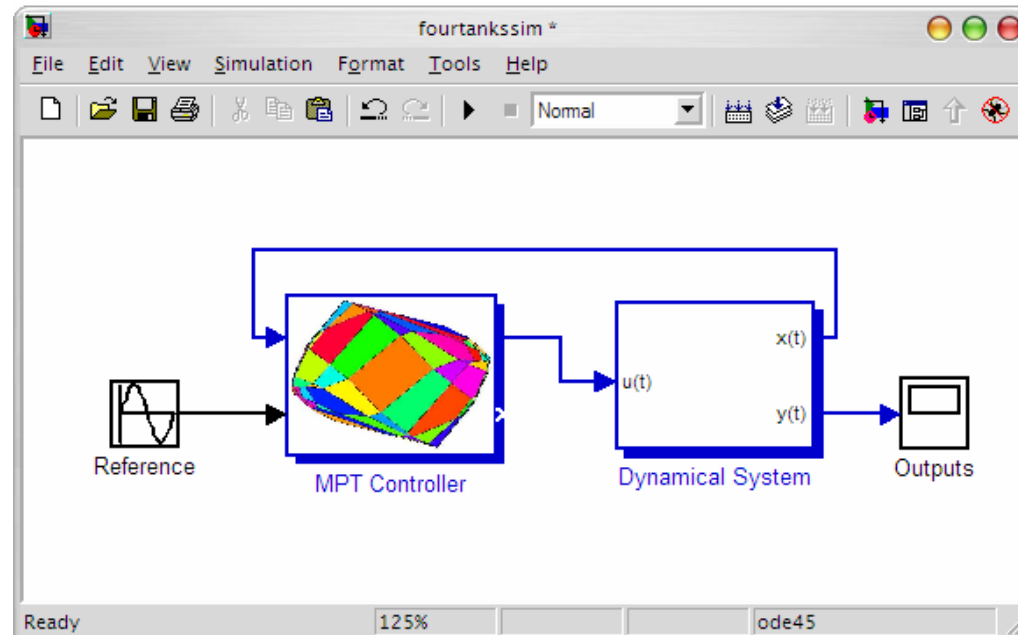 fourtankssim *
File Edit View Simulation Format Tools Help
Normal
x(t)
u(t)
y(t)
Reference
MPT Controller
Dynamical System
Outputs
Ready 125% ode45